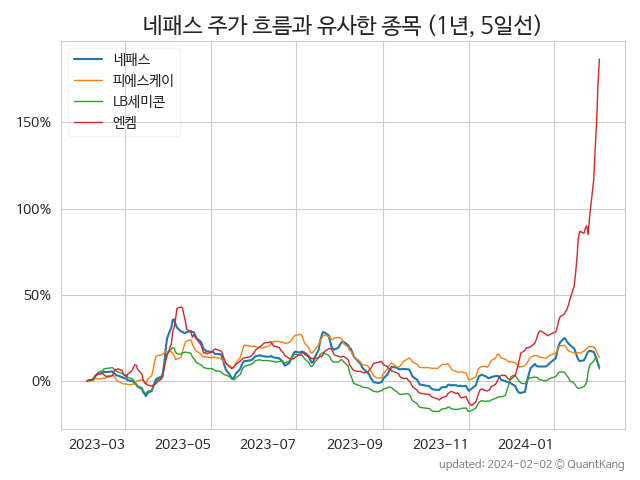 네패스 주가 흐름과 유사한 종목 (1년, 5일선)
네패스
피에스케이
LB세미콘
엔켐
150%
100%
50%
0%
2023-03 2023-05 2023-07 2023-09 2023-11 2024-01
updated: 2024-02-02 © QuantKang